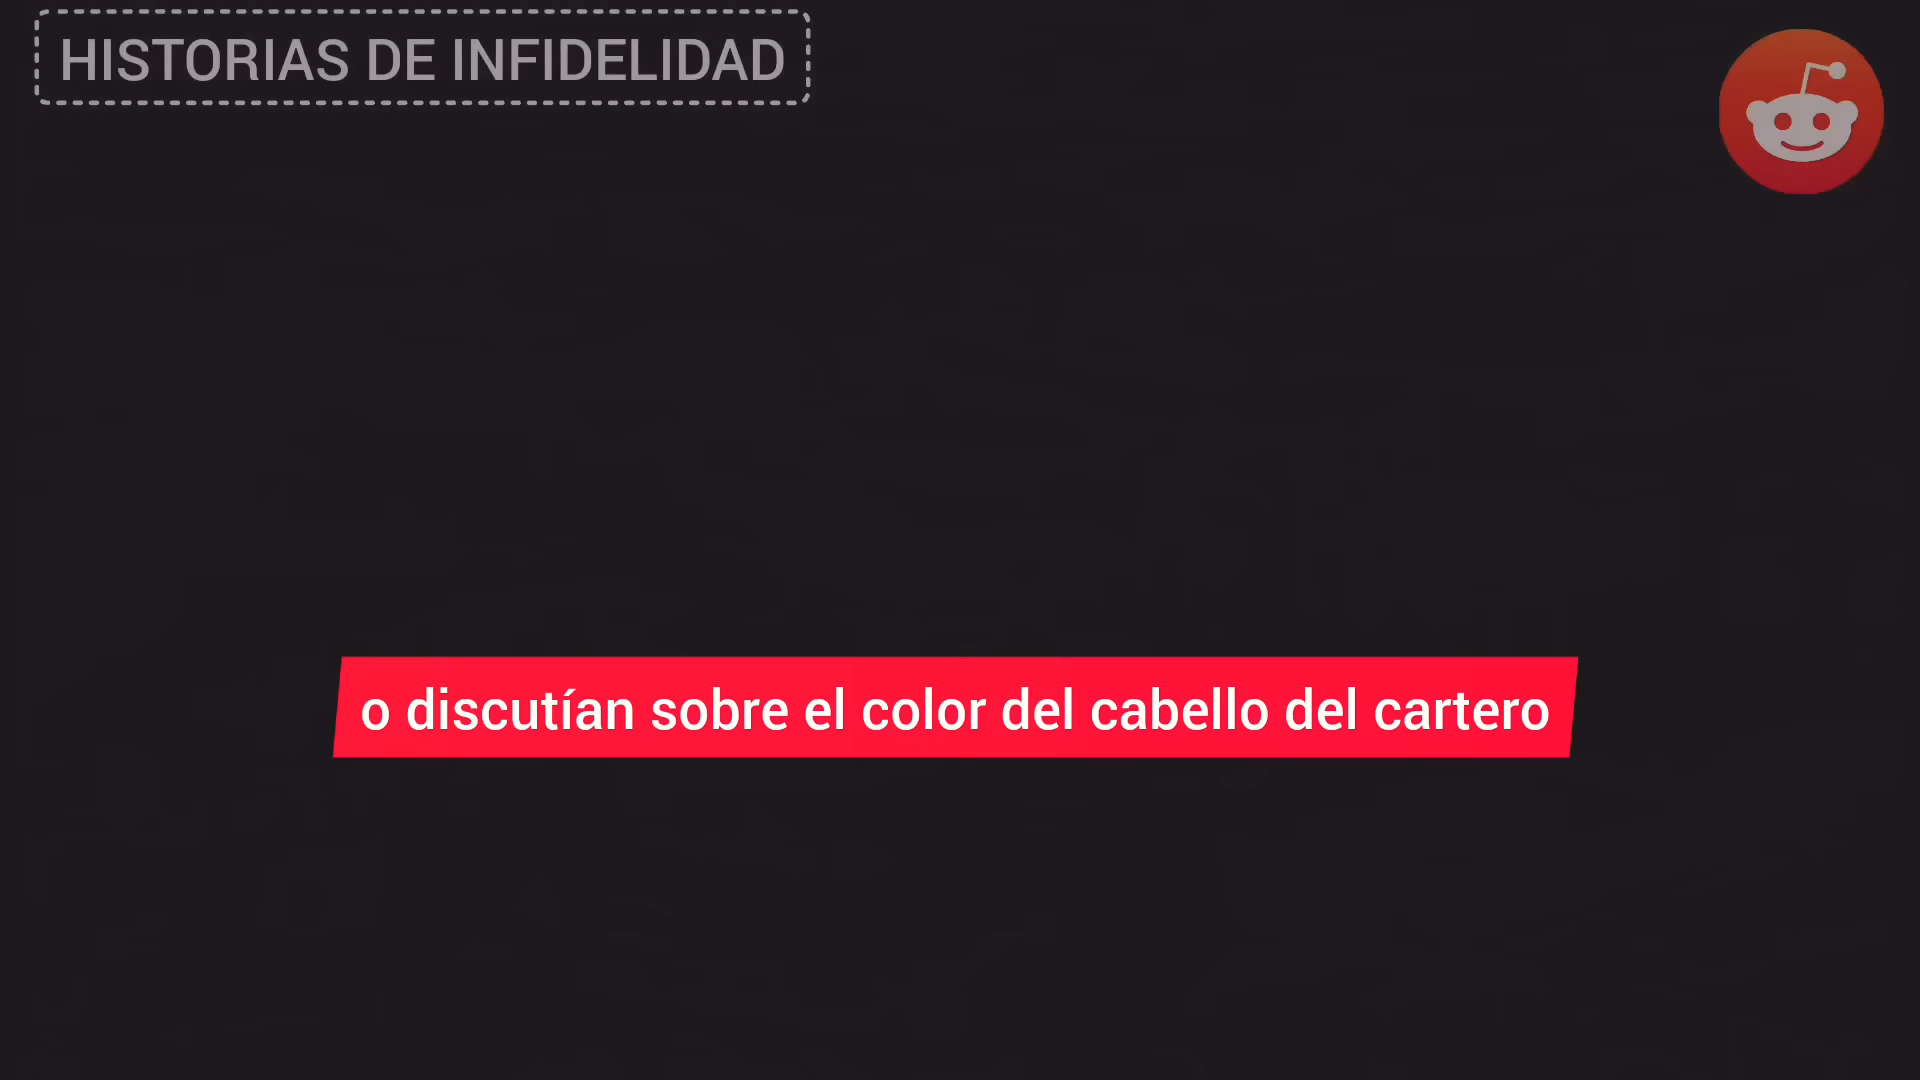 HISTORIAS DE INFIDELIDAD
o discutían sobre el color del cabello del cartero